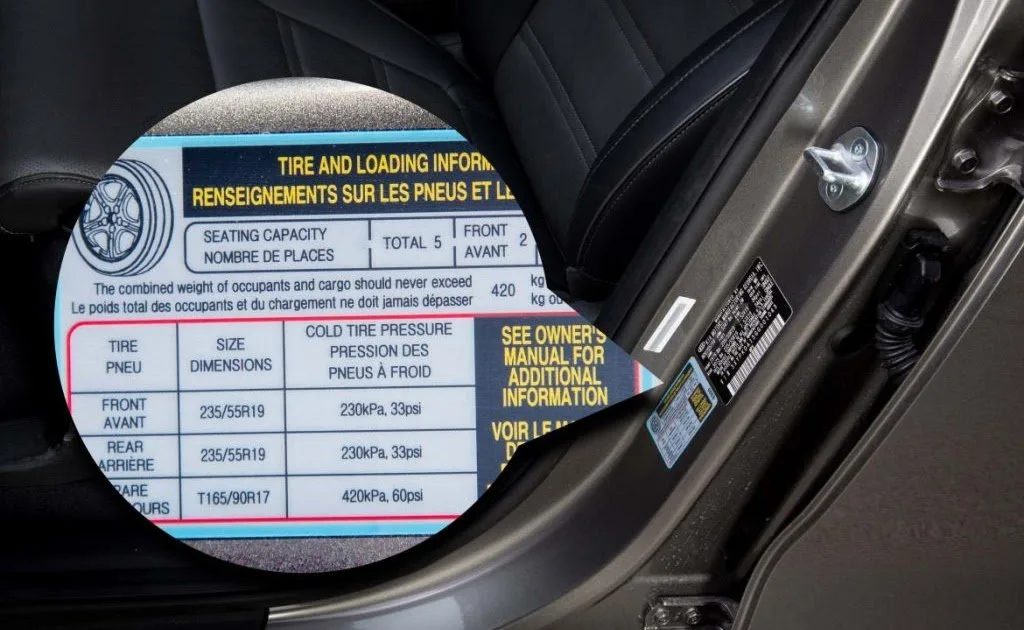 TIRE AND LOADING INFORM
RENSEIGNEMENTS SUR LES PNEUS ET LE
SEATING CAPACITY
NOMBRE DE PLACES
TOTAL 5
FRONT
AVANT
2
The combined weight of occupants and cargo should never exceed
Le poids total des occupants et du chargement ne doit jamais dépasser
420
kg
kg ou
TIRE
PNEU
SIZE
DIMENSIONS
COLD TIRE PRESSURE
PRESSION DES
PNEUS À FROID
SEE OWNER'S
MANUAL FOR
ADDITIONAL
INFORMATION
FRONT
AVANT
235/55R19
230kPa, 33psi
REAR
ARRIÈRE
235/55R19
230kPa, 33psi
VOIR LE M
PARE
OURS
T165/90R17
420kPa, 60psi